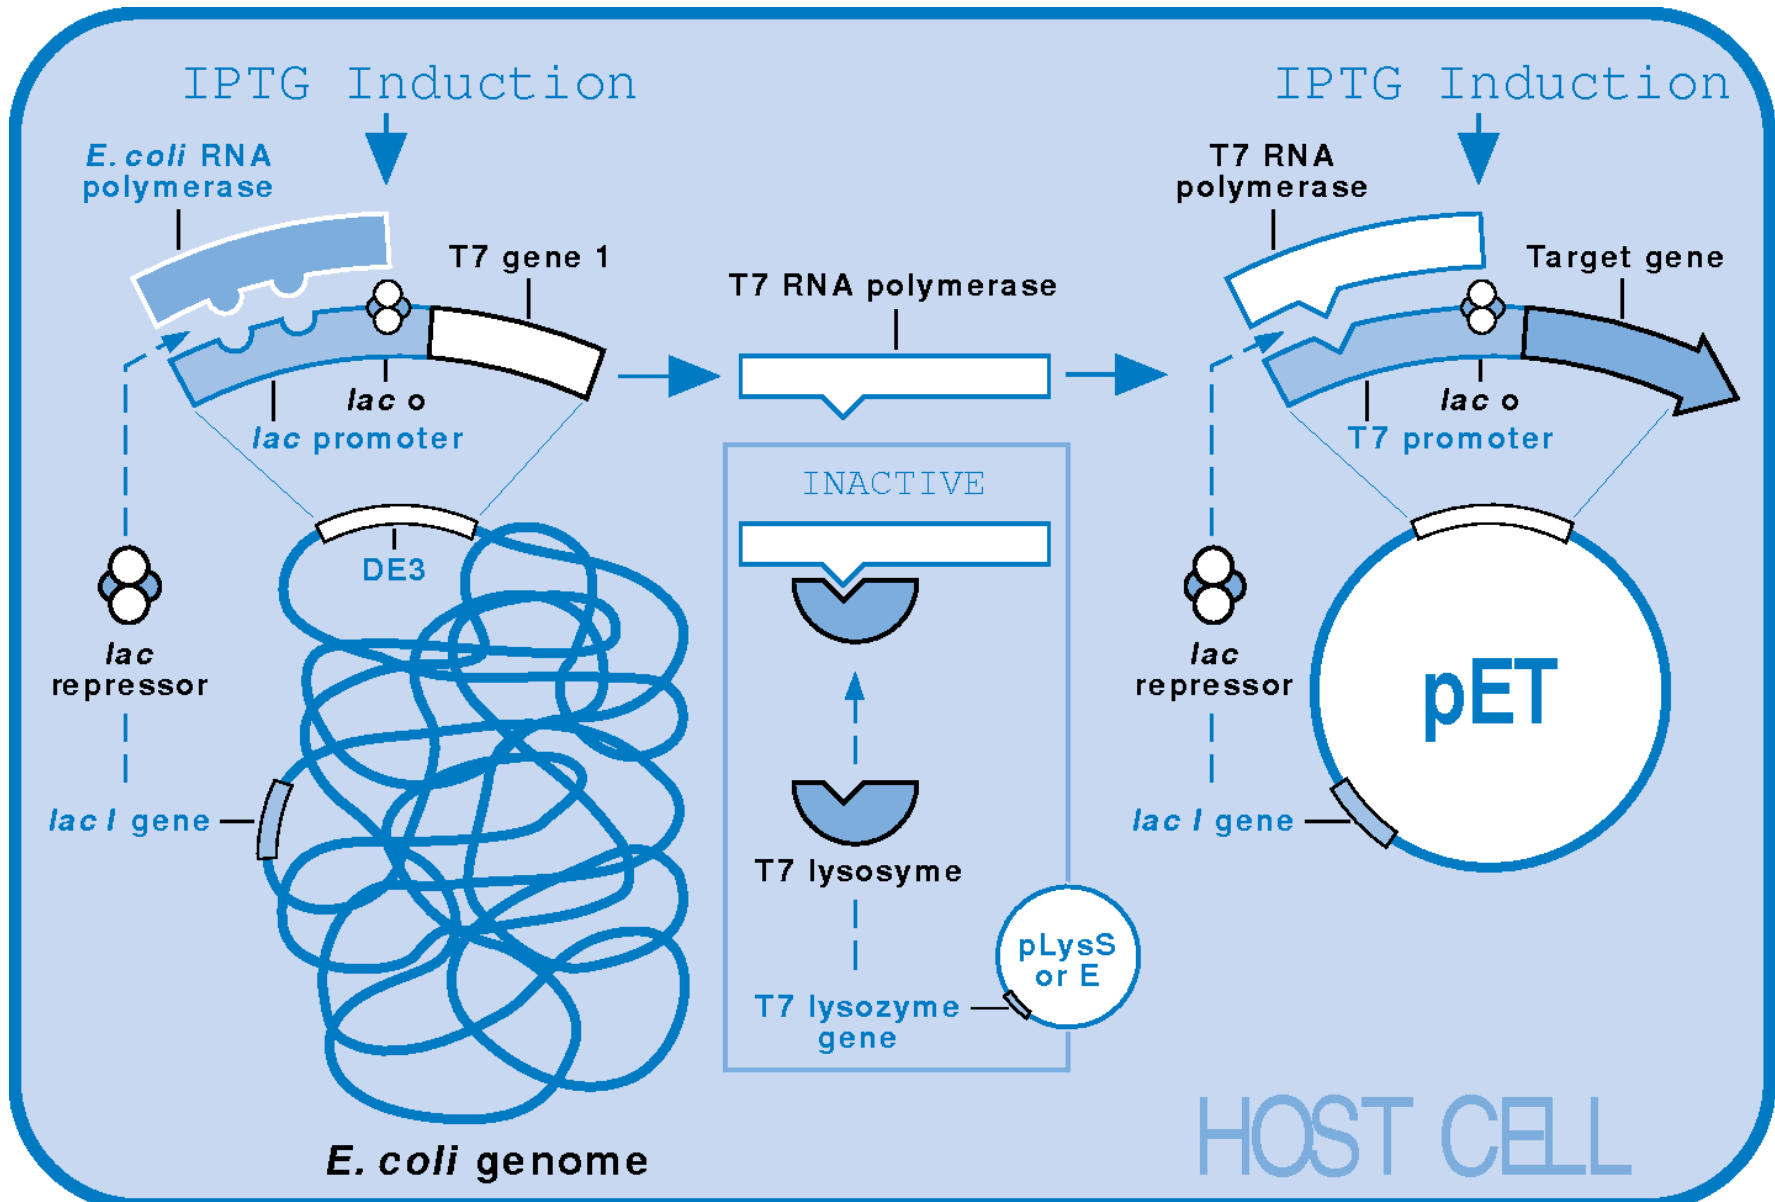 IPTG Induction
IPTG Induction
E. coli RNA
polymerase
T7 RNA
polymerase
T7 gene 1
T7 RNA polymerase
Target gene
lac o
lac promoter
lac o
T7 promoter
INACTIVE
DE3
lac
repressor
lac
repressor
pET
lac I gene
lac I gene
T7 lysosyme
pLysS
or E
T7 lysozyme
gene
E. coli genome
HOST CELL